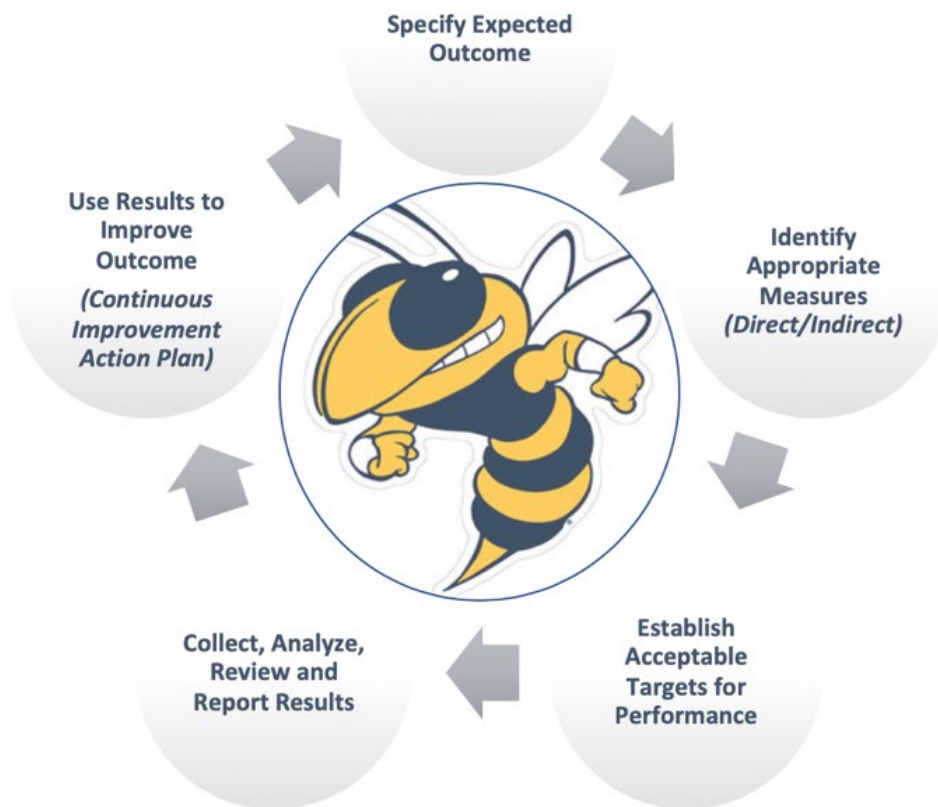 Specify Expected
Outcome
Identify
Appropriate
Measures
(Direct/Indirect)
Establish
Acceptable
Targets for
Performance
Collect, Analyze,
Review and
Report Results
Use Results to
Improve
Outcome
(Continuous
Improvement
Action Plan)